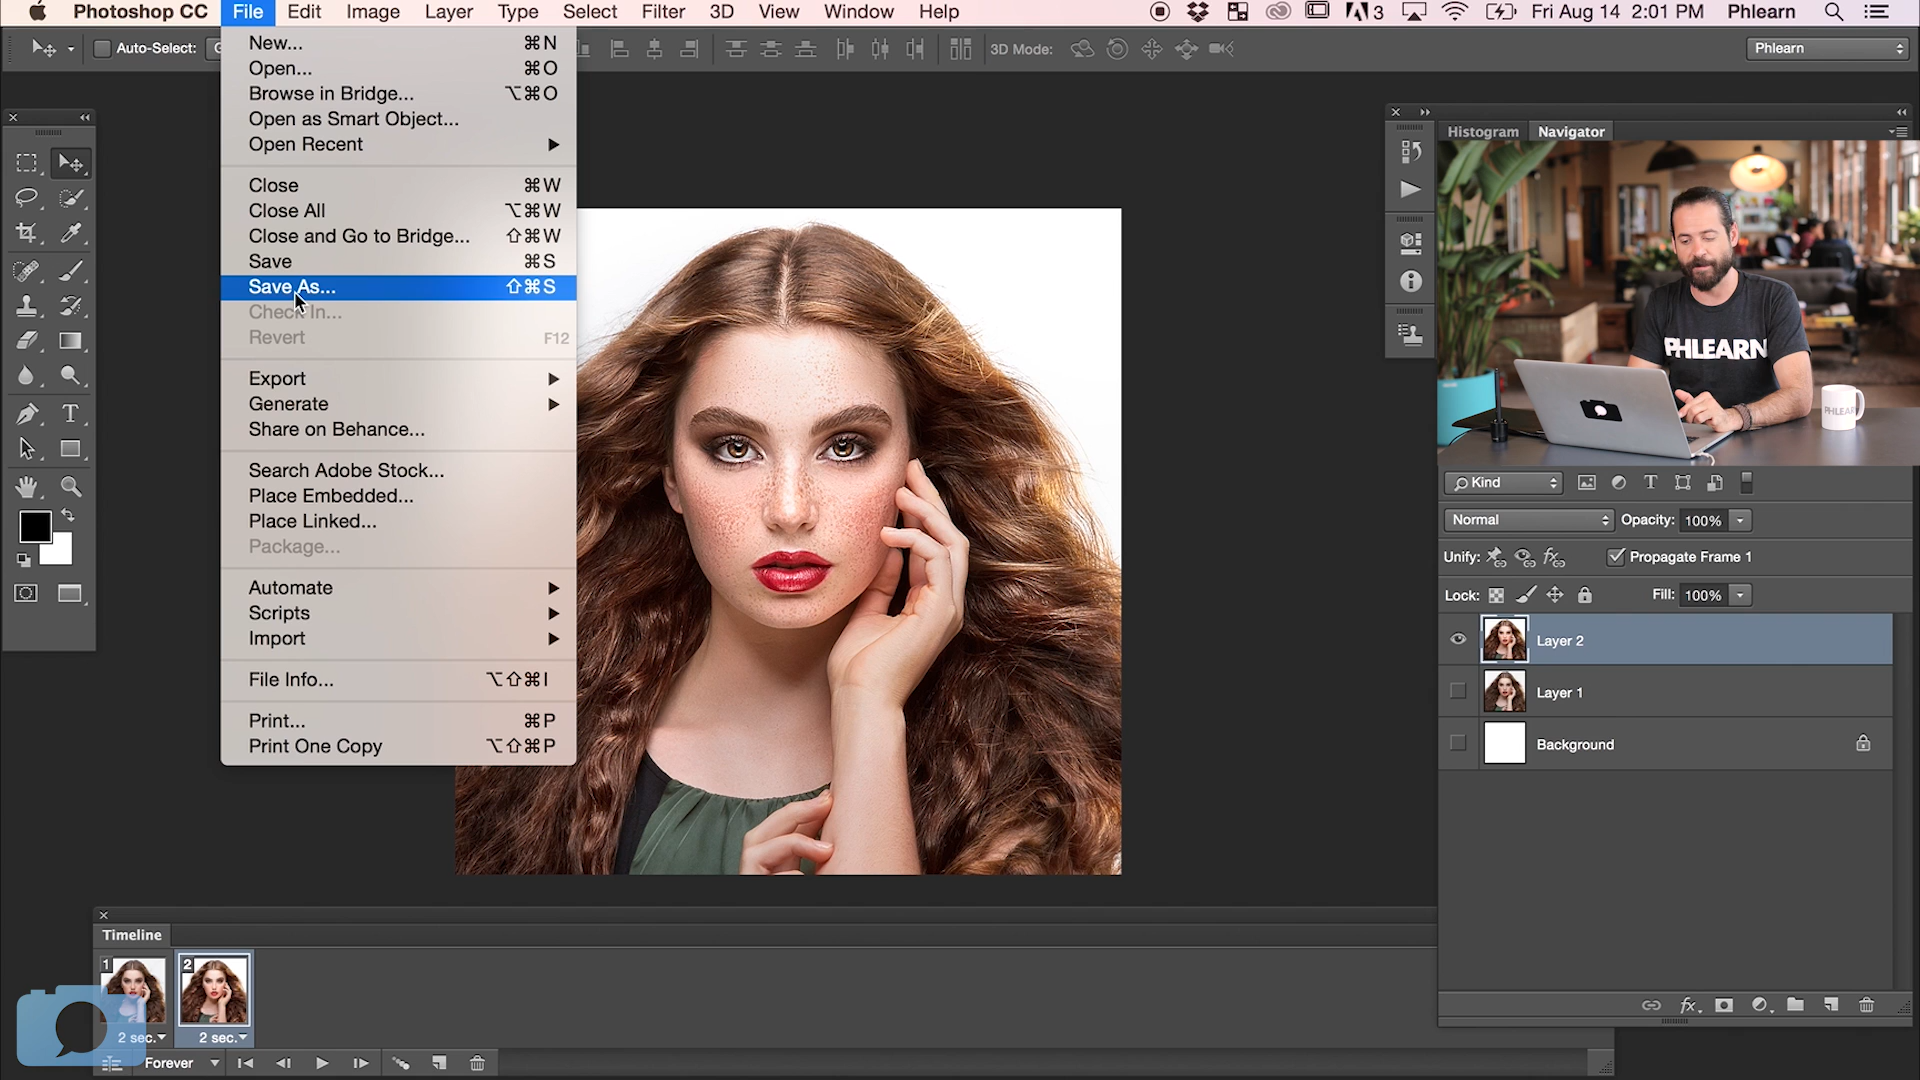 Photoshop CC File Edit Image Layer Type Select Filter 3D View Window Help 3 Fri Aug 14 2:01 PM Phlearn
Auto-Select: 3D Mode: Phlearn
New... ⌘N
Open... ⌘O
Browse in Bridge... ⌥⌘O
Open as Smart Object...
Open Recent
Close ⌘W
Close All ⌥⌘W
Close and Go to Bridge... ⇧⌘W
Save ⌘S
Save As... ⇧⌘S
Check In...
Revert F12
Export
Generate
Share on Behance...
Search Adobe Stock...
Place Embedded...
Place Linked...
Package...
Automate
Scripts
Import
File Info... ⌥⇧⌘I
Print... ⌘P
Print One Copy ⌥⇧⌘P
Histogram Navigator
PHLEARN
PHLEARN
Kind
Normal Opacity: 100%
Unify: Propagate Frame 1
Lock: Fill: 100%
Layer 2
Layer 1
Background
Timeline
1 2
2 sec. 2 sec.
Forever